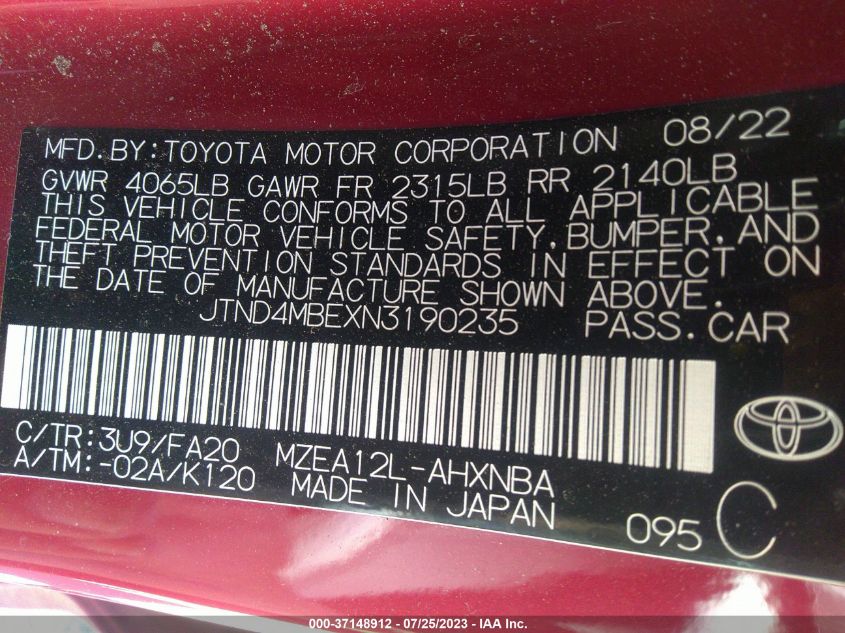 MFD.BY:TOYOTA MOTOR CORPORATION 08/22
GVWR 4065LB GAWR FR 2315LB RR 2140LB
THIS VEHICLE CONFORMS TO ALL APPLICABLE
FEDERAL MOTOR VEHICLE SAFETY,BUMPER,AND
THEFT PREVENTION STANDARDS IN EFFECT ON
THE DATE OF MANUFACTURE SHOWN ABOVE.
JTND4MBEXN3190235 PASS.CAR
C/TR:3U9/FA20 MZEA12L-AHXNBA
A/TM:-02A/K120 MADE IN JAPAN
095 C
000-37148912 / 07/25/2023 - IAA Inc.